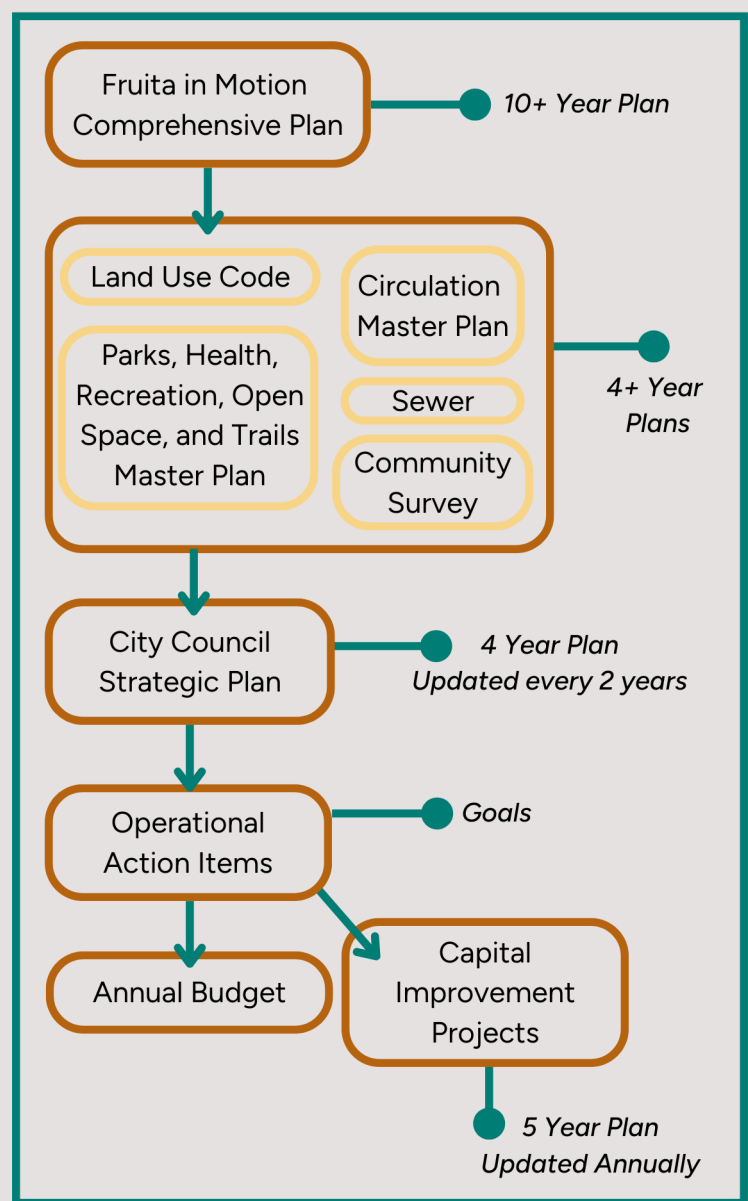 Fruita in Motion
Comprehensive Plan
10+ Year Plan
Land Use Code
Parks, Health,
Recreation, Open
Space, and Trails
Master Plan
Circulation
Master Plan
Sewer
Community
Survey
4+ Year
Plans
City Council
Strategic Plan
4 Year Plan
Updated every 2 years
Operational
Action Items
Goals
Annual Budget
Capital
Improvement
Projects
5 Year Plan
Updated Annually